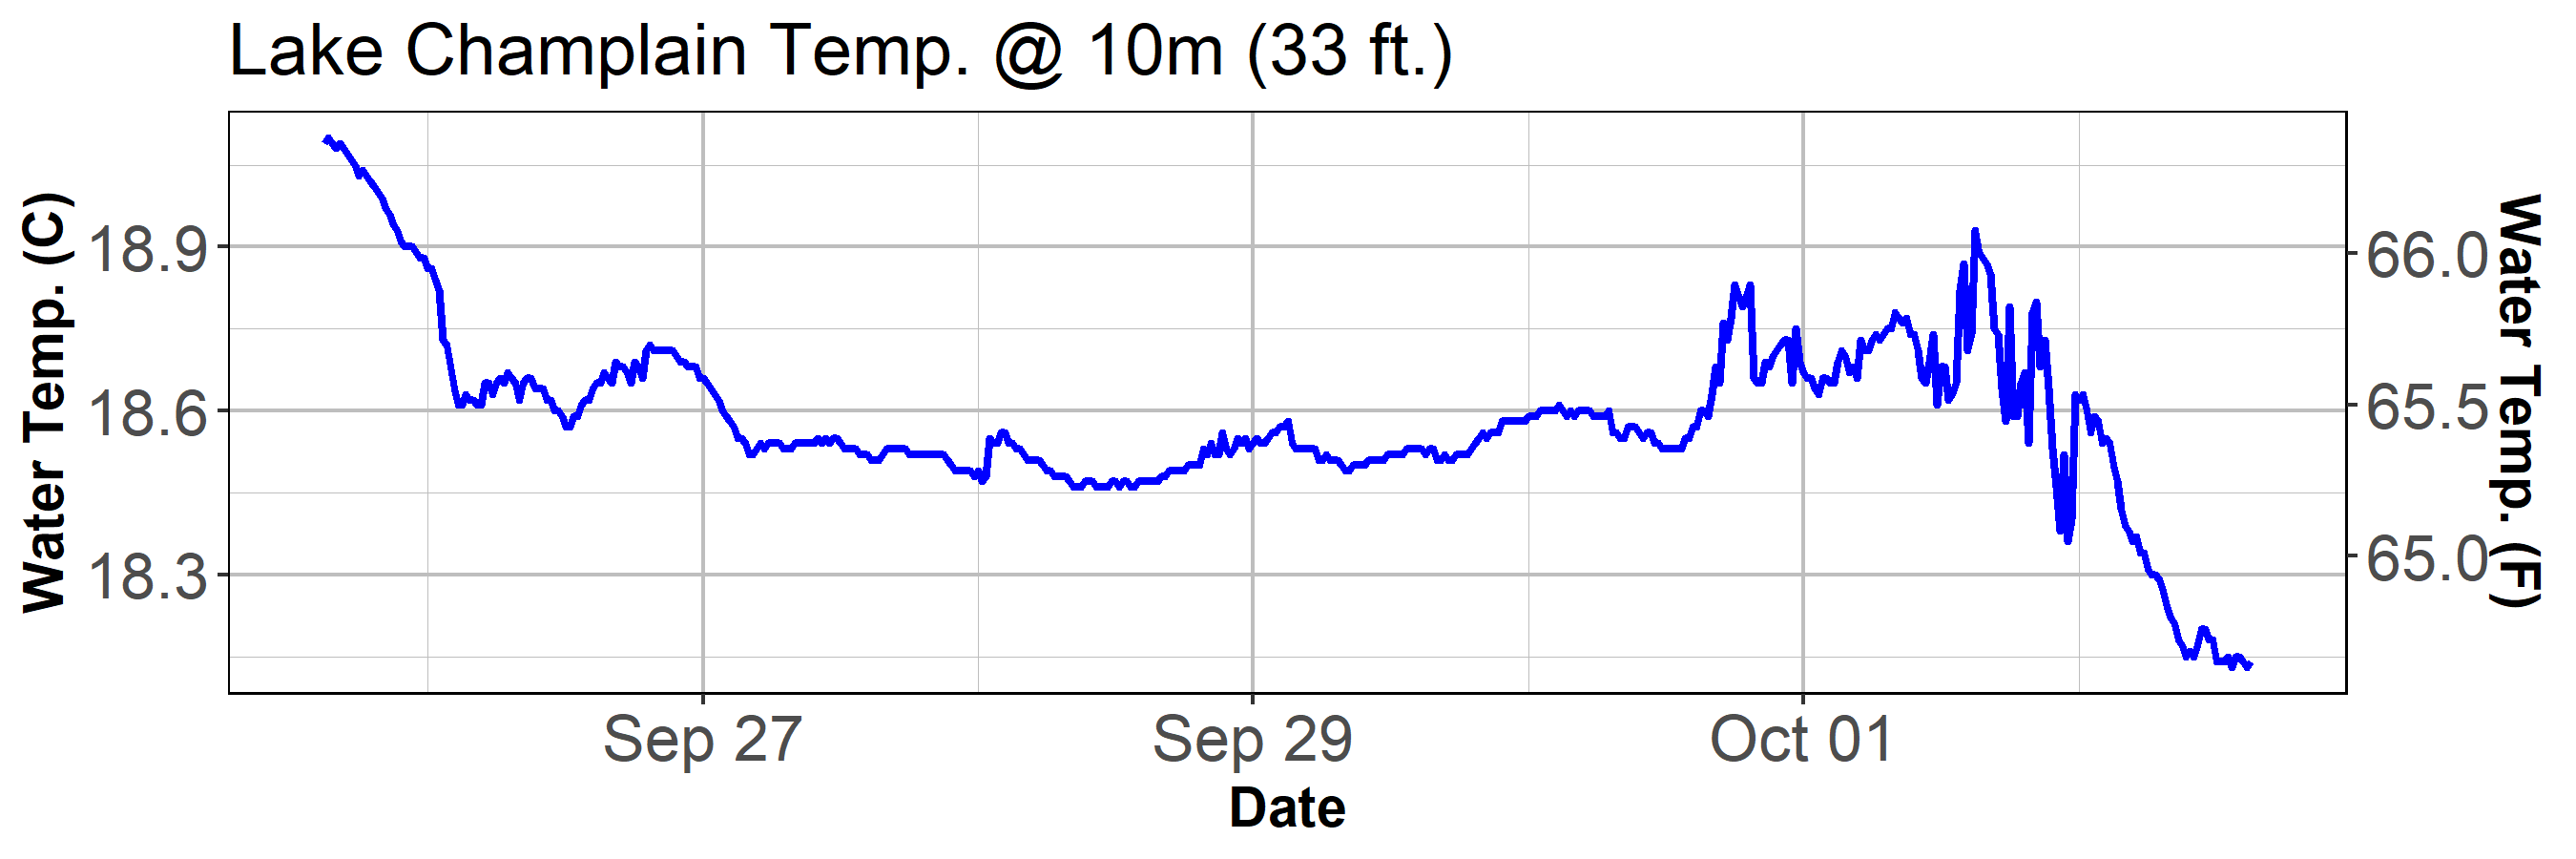 Lake Champlain Temp. @ 10m (33 ft.)
Water Temp. (C)
18.9
18.6
18.3
66.0
65.5
65.0
Water Temp. (F)
Sep 27
Sep 29
Oct 01
Date